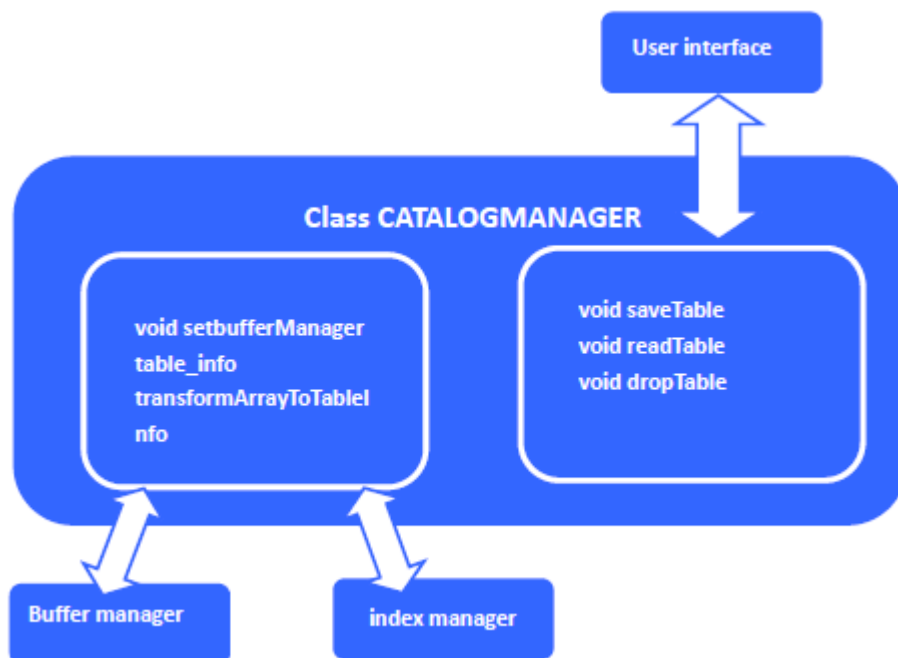 User interface
Class CATALOGMANAGER
void setbufferManager
table_info
transformArrayToTableI
nfo
void saveTable
void readTable
void dropTable
Buffer manager
index manager